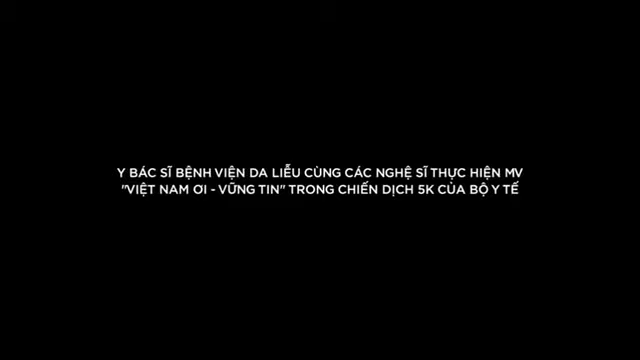 Y BÁC SĨ BỆNH VIỆN DA LIỄU CÙNG CÁC NGHỆ SĨ THỰC HIỆN MV
"VIỆT NAM ƠI - VỮNG TIN" TRONG CHIẾN DỊCH 5K CỦA BỘ Y TẾ